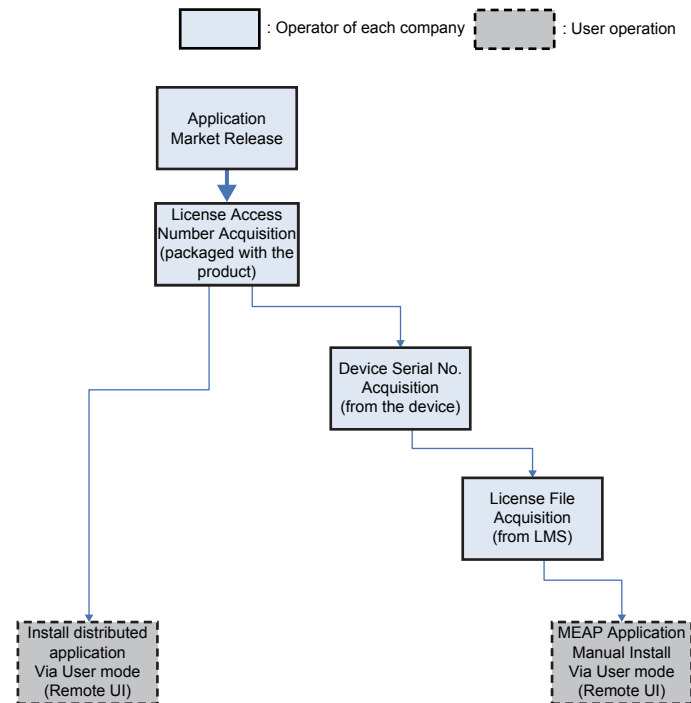 : Operator of each company
: User operation
Application
Market Release
License Access
Number Acquisition
(packaged with the
product)
Device Serial No.
Acquisition
(from the device)
License File
Acquisition
(from LMS)
Install distributed
application
Via User mode
(Remote UI)
MEAP Application
Manual Install
Via User mode
(Remote UI)